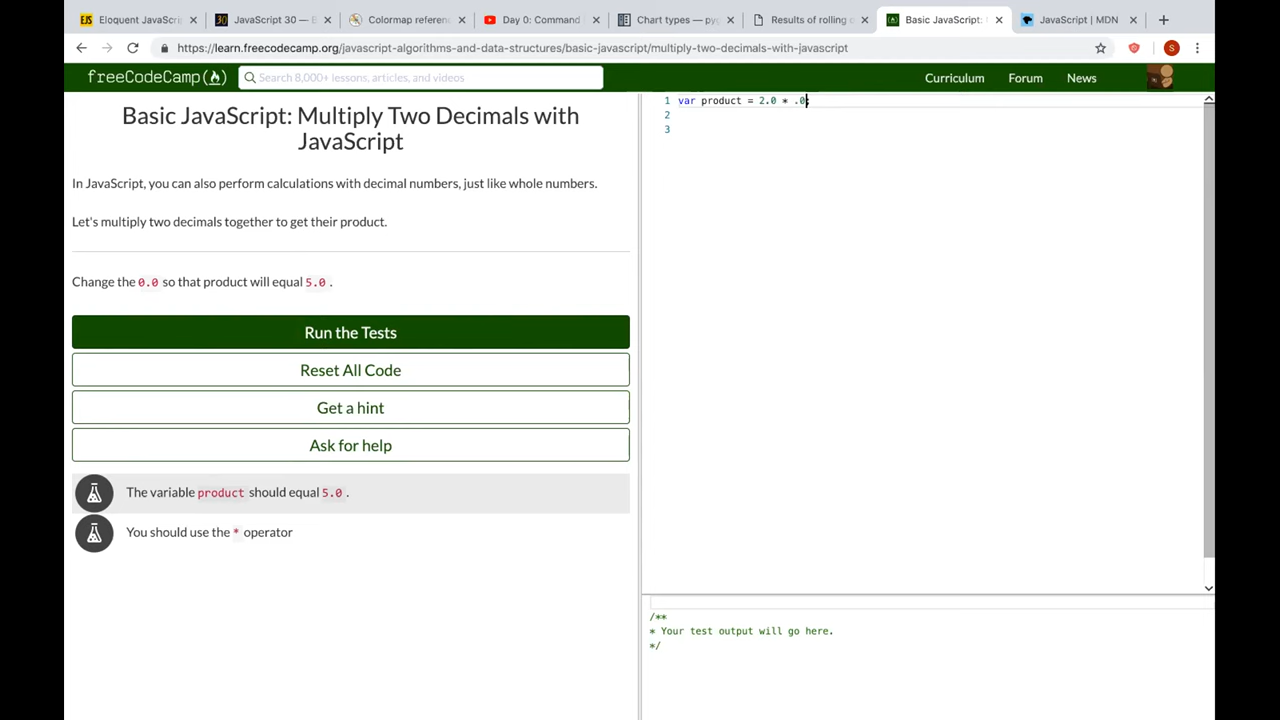 Eloquent JavaScri
JavaScript 30 — B
Colormap referen
Day 0: Command
Chart types — pyg
Results of rolling
Basic JavaScript:
JavaScript | MDN
https://learn.freecodecamp.org/javascript-algorithms-and-data-structures/basic-javascript/multiply-two-decimals-with-javascript
S
freeCodeCamp
Search 8,000+ lessons, articles, and videos
Curriculum
Forum
News
Basic JavaScript: Multiply Two Decimals with
JavaScript
In JavaScript, you can also perform calculations with decimal numbers, just like whole numbers.
Let's multiply two decimals together to get their product.
Change the 0.0 so that product will equal 5.0 .
Run the Tests
Reset All Code
Get a hint
Ask for help
The variable product should equal 5.0 .
You should use the * operator
1 var product = 2.0 * .0;
2
3
/**
* Your test output will go here.
*/